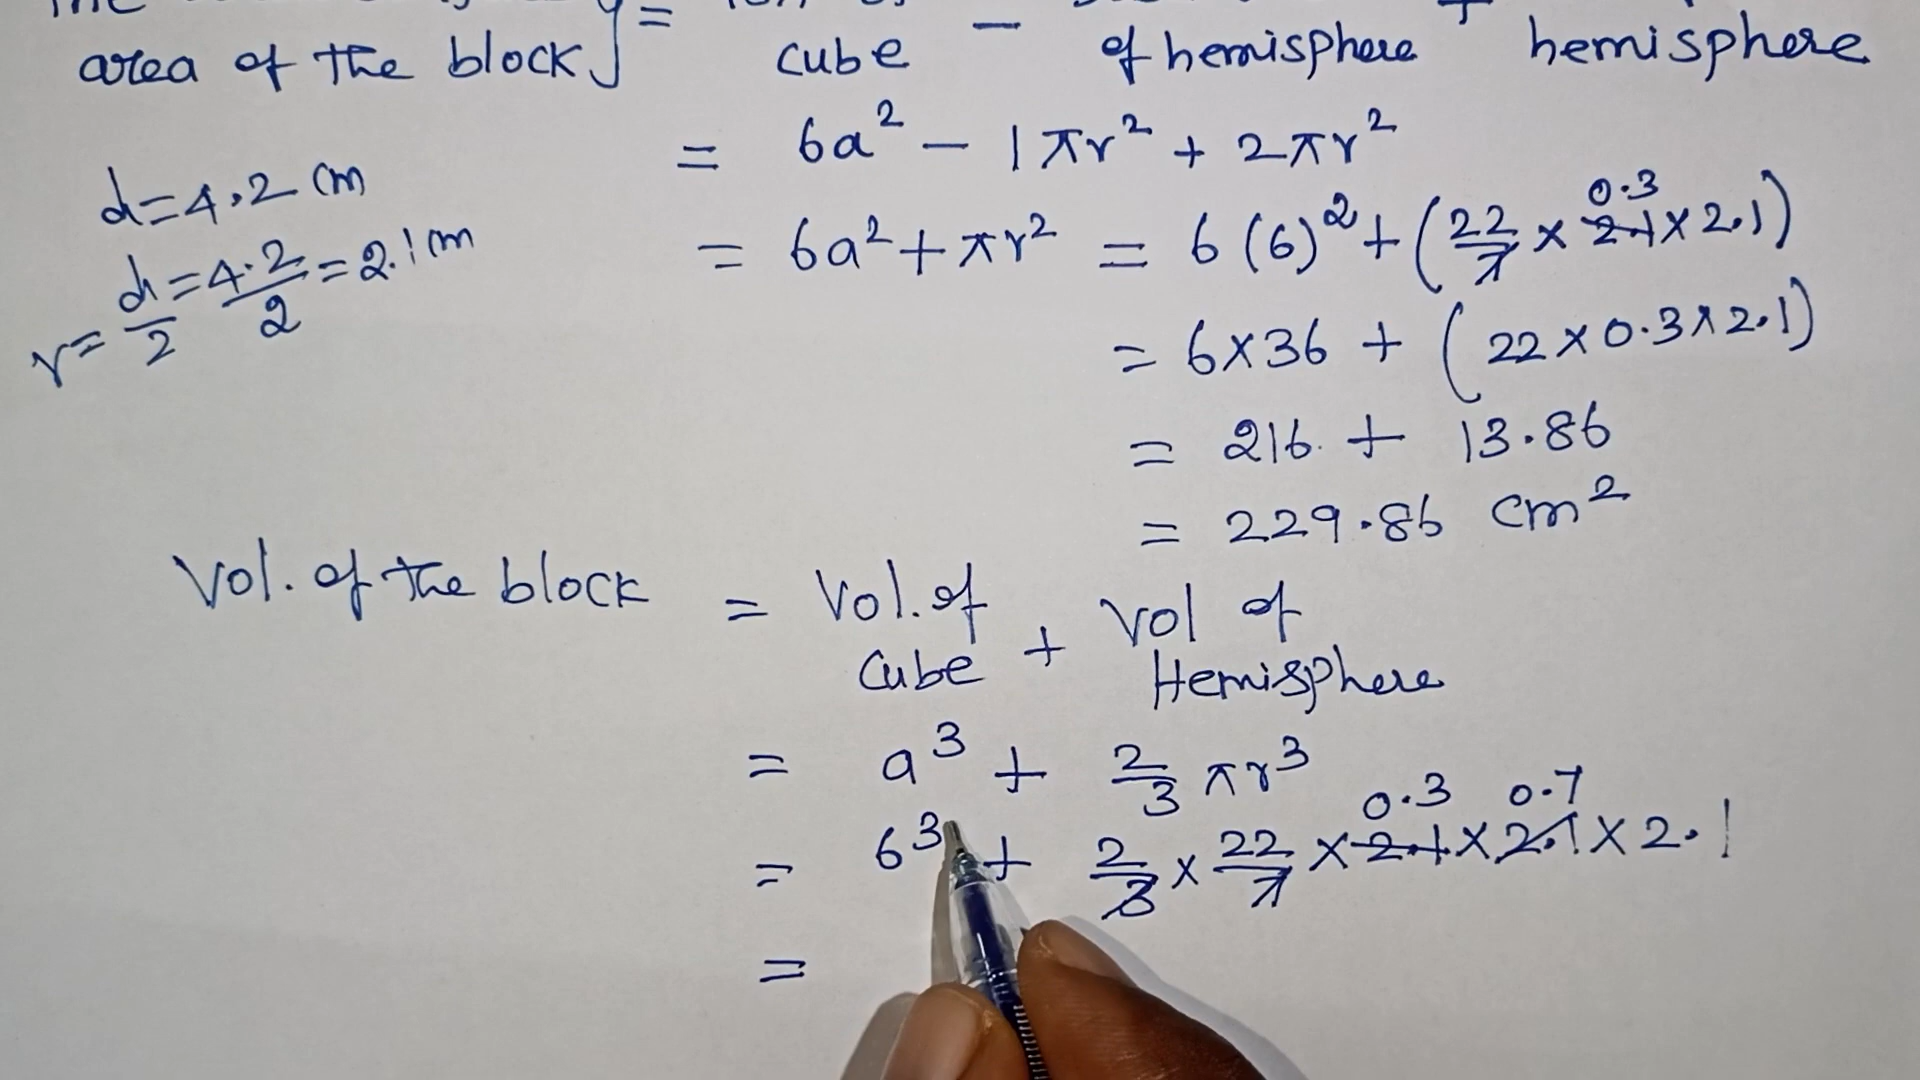 area of the block} = cube - of hemisphere + hemisphere
= 6a² - 1πr² + 2πr²
d=4.2 cm
r = d/2 = 4.2/2 = 2.1 cm
= 6a² + πr² = 6(6)² + (22/7 × 2.1 × 2.1)
0.3
= 6×36 + (22×0.3×2.1)
= 216. + 13.86
= 229.86 cm²
Vol. of the block = Vol. of Cube + Vol of Hemisphere
= a³ + 2/3 πr³
0.3 0.7
= 6³ + 2/3 × 22/7 × 2.1 × 2.1 × 2.1
=